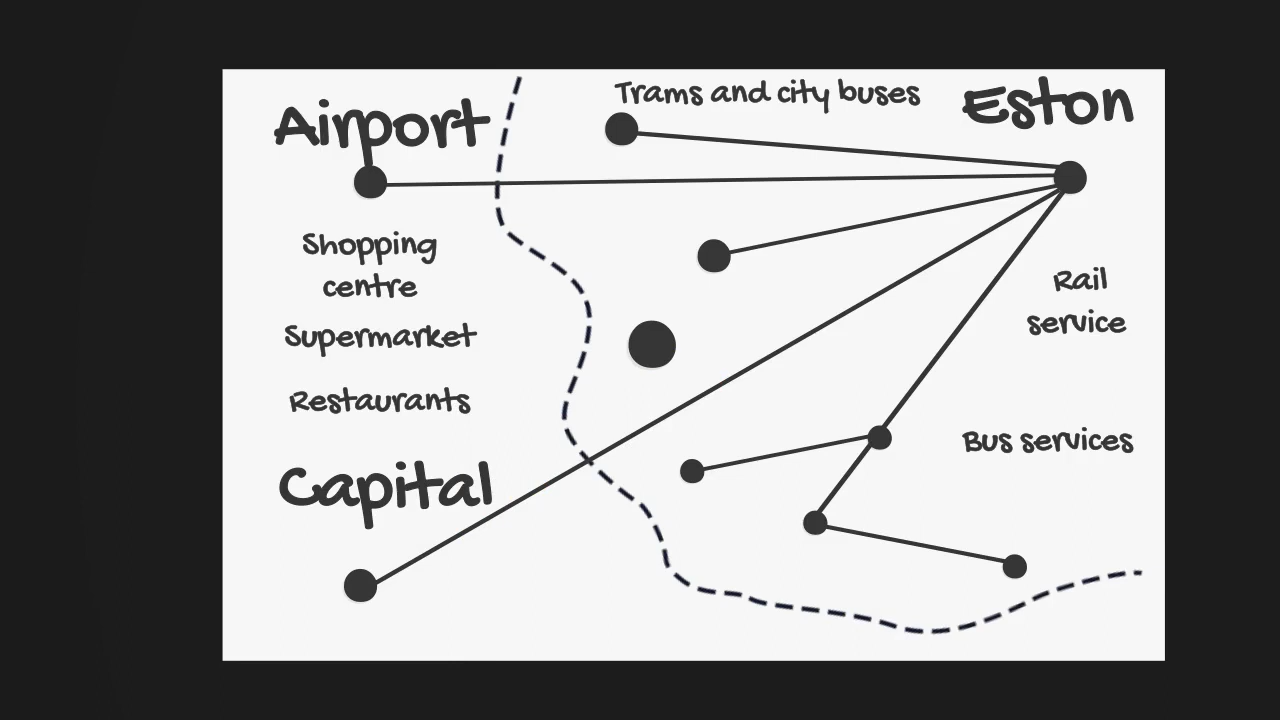 Trams and city buses
Eston
Airport
Shopping
centre
Supermarket
Restaurants
Rail
service
Bus services
Capital